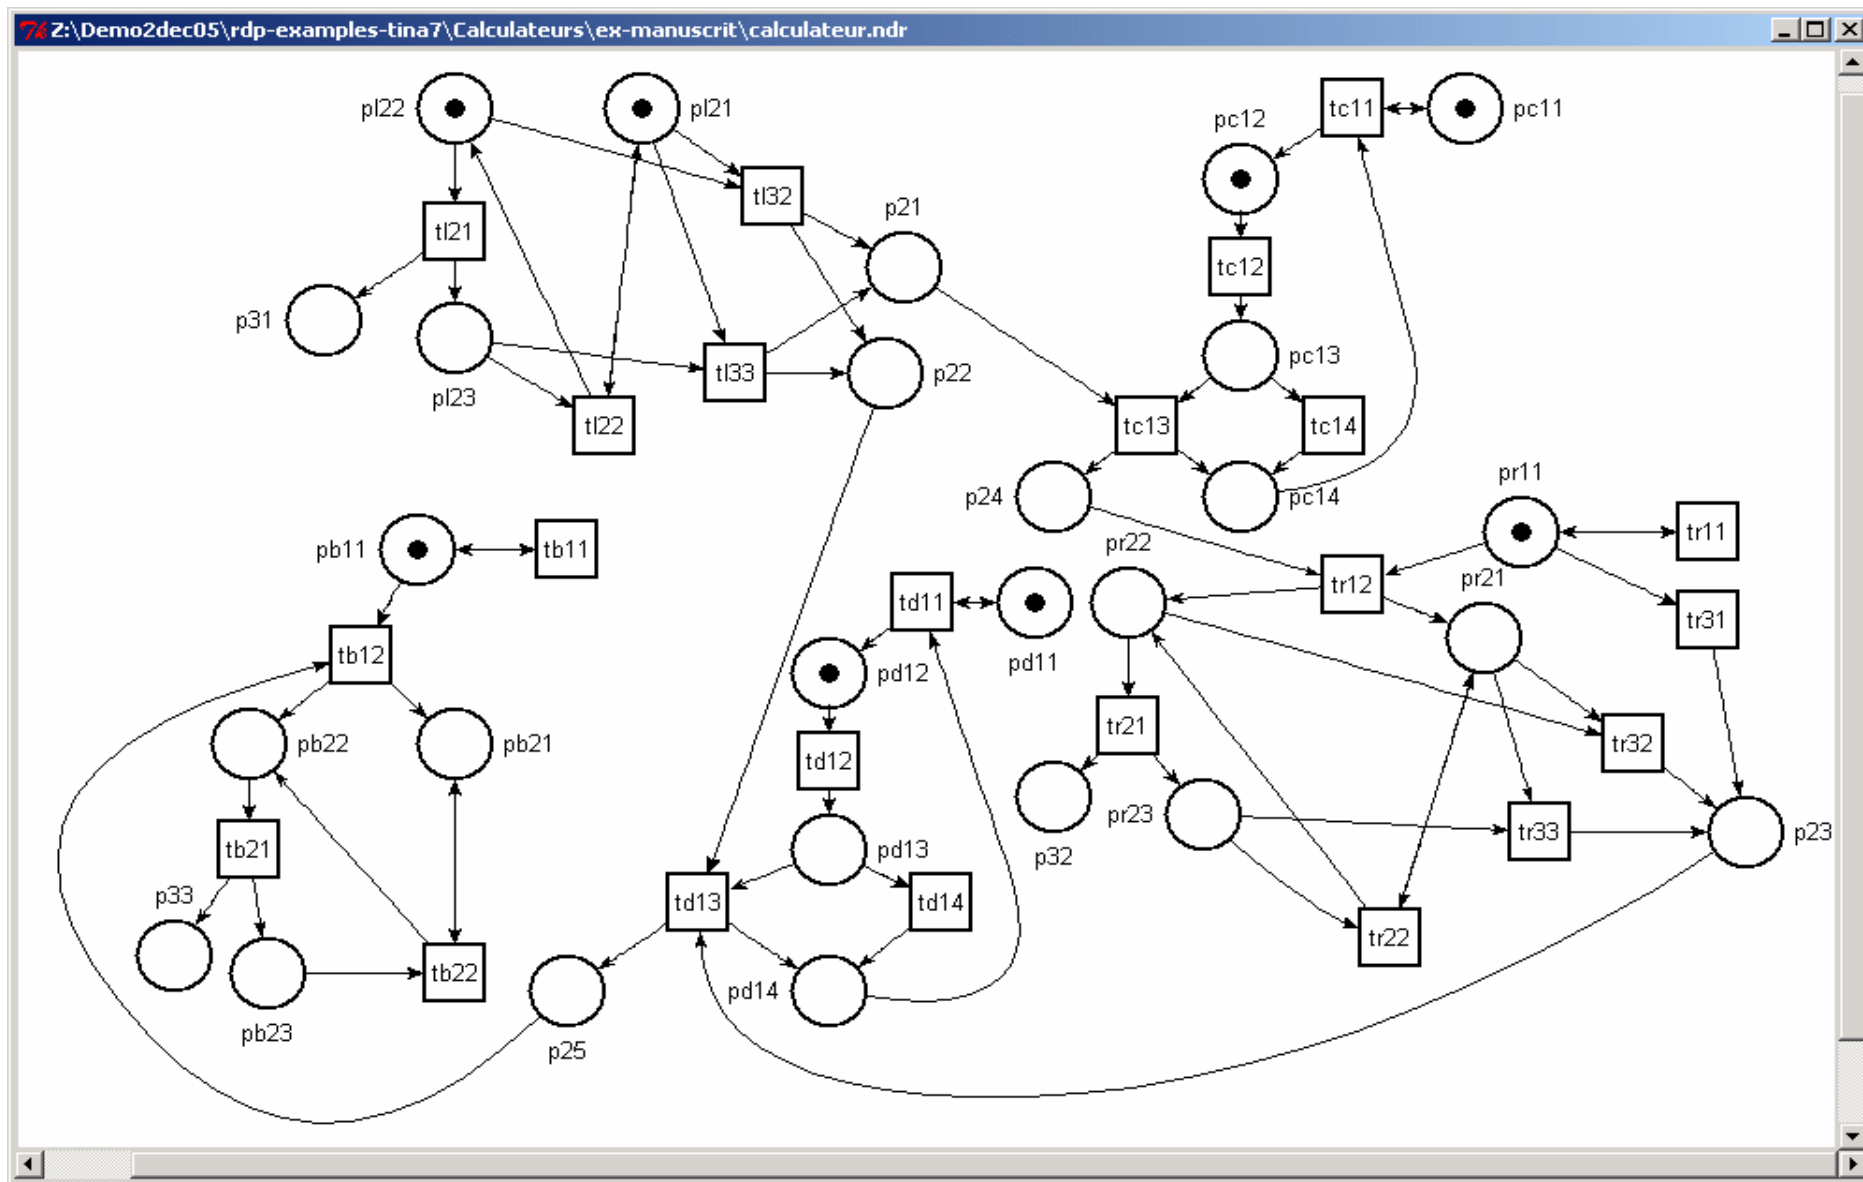 Z:\Demo2dec05\rdp-examples-tina7\Calculateurs\ex-manuscrit\calculateur.ndr
pl22
pl21
tc11
pc11
pc12
tl32
p21
tl21
tc12
p31
pl23
tl33
p22
pc13
tl22
tc13
tc14
p24
pc14
pr11
pb11
tb11
pr22
tr11
td11
tr12
pr21
tr31
tb12
pd12
pd11
pb22
pb21
tr21
tr32
td12
p32
pr23
tr33
p23
tb21
pd13
p33
td13
td14
tr22
tb22
pb23
pd14
p25